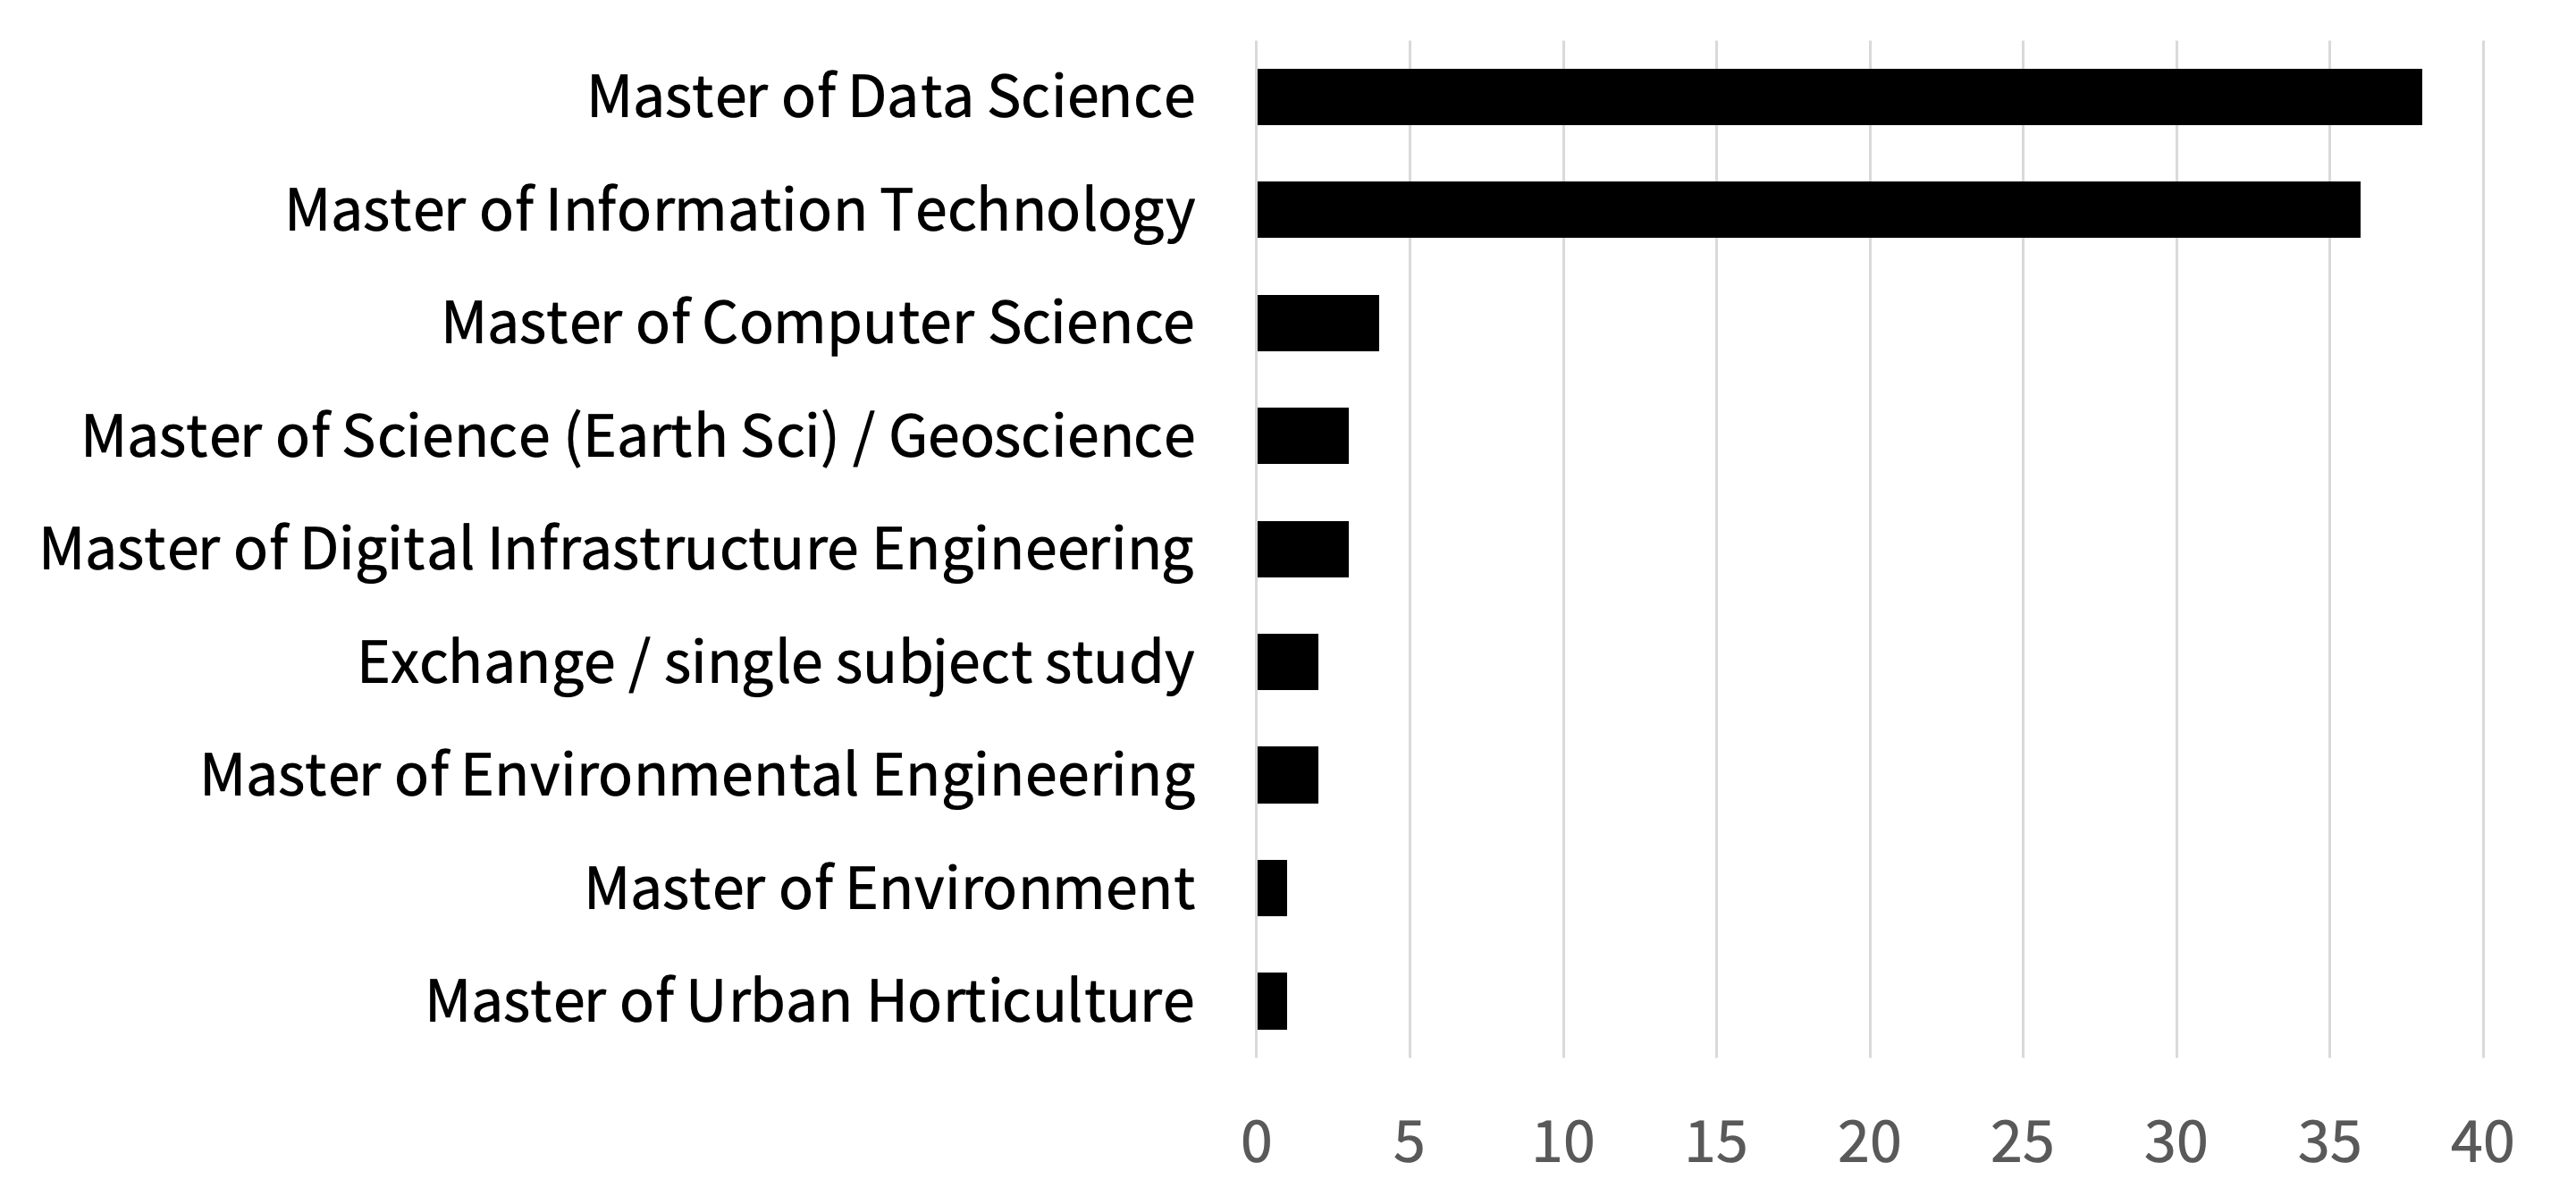 Master of Data Science
Master of Information Technology
Master of Computer Science
Master of Science (Earth Sci) / Geoscience
Master of Digital Infrastructure Engineering
Exchange / single subject study
Master of Environmental Engineering
Master of Environment
Master of Urban Horticulture
0 5 10 15 20 25 30 35 40